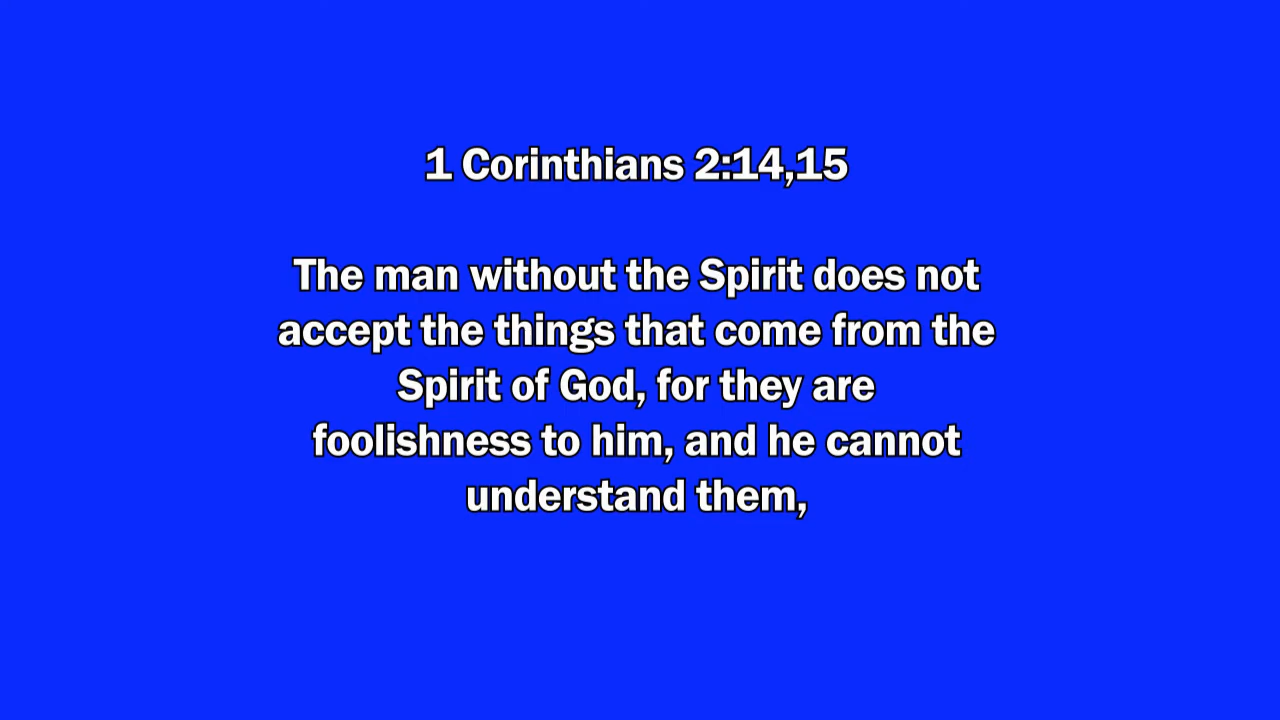 1 Corinthians 2:14,15
The man without the Spirit does not
accept the things that come from the
Spirit of God, for they are
foolishness to him, and he cannot
understand them,